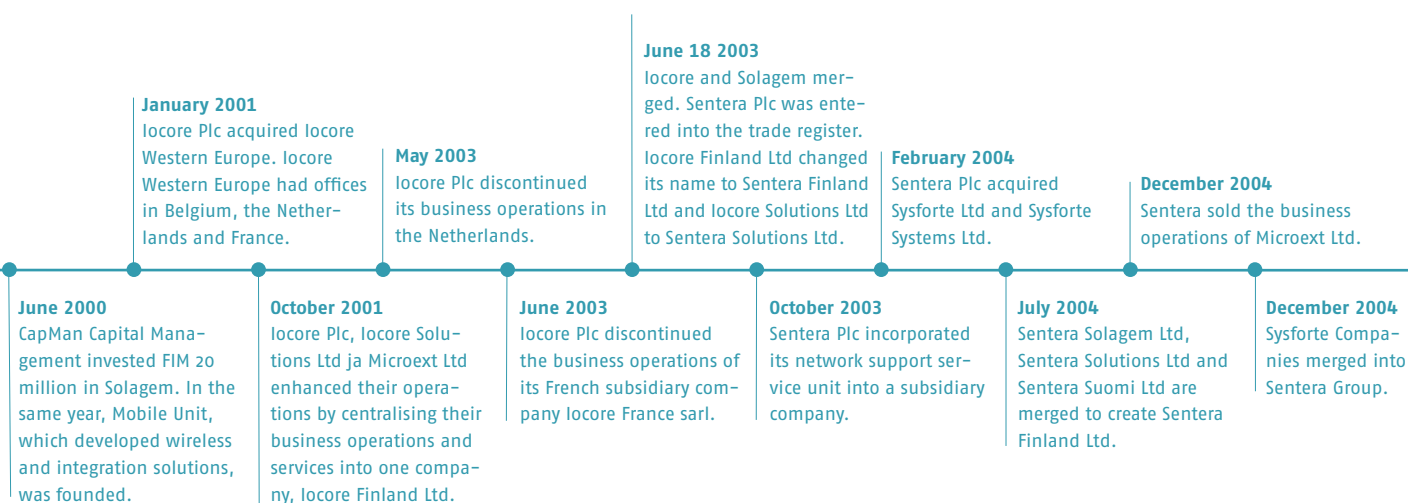 June 2000
CapMan Capital Mana-
gement invested FIM 20
million in Solagem. In the
same year, Mobile Unit,
which developed wireless
and integration solutions,
was founded.
January 2001
Iocore Plc acquired Iocore
Western Europe. Iocore
Western Europe had offices
in Belgium, the Nether-
lands and France.
October 2001
Iocore Plc, Iocore Solu-
tions Ltd ja Microext Ltd
enhanced their opera-
tions by centralising their
business operations and
services into one compa-
ny, Iocore Finland Ltd.
May 2003
Iocore Plc discontinued
its business operations in
the Netherlands.
June 2003
Iocore Plc discontinued
the business operations of
its French subsidiary com-
pany Iocore France sarl.
June 18 2003
Iocore and Solagem mer-
ged. Sentera Plc was ente-
red into the trade register.
Iocore Finland Ltd changed
its name to Sentera Finland
Ltd and Iocore Solutions Ltd
to Sentera Solutions Ltd.
October 2003
Sentera Plc incorporated
its network support ser-
vice unit into a subsidiary
company.
February 2004
Sentera Plc acquired
Sysforte Ltd and Sysforte
Systems Ltd.
July 2004
Sentera Solagem Ltd,
Sentera Solutions Ltd and
Sentera Suomi Ltd are
merged to create Sentera
Finland Ltd.
December 2004
Sentera sold the business
operations of Microext Ltd.
December 2004
Sysforte Compa-
nies merged into
Sentera Group.